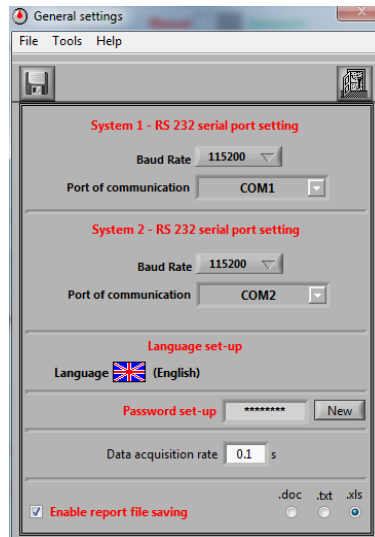 General settings
File Tools Help
System 1 - RS 232 serial port setting
Baud Rate 115200
Port of communication COM1
System 2 - RS 232 serial port setting
Baud Rate 115200
Port of communication COM2
Language set-up
Language (English)
Password set-up ******** New
Data acquisition rate 0.1 s
.doc .txt .xls
Enable report file saving